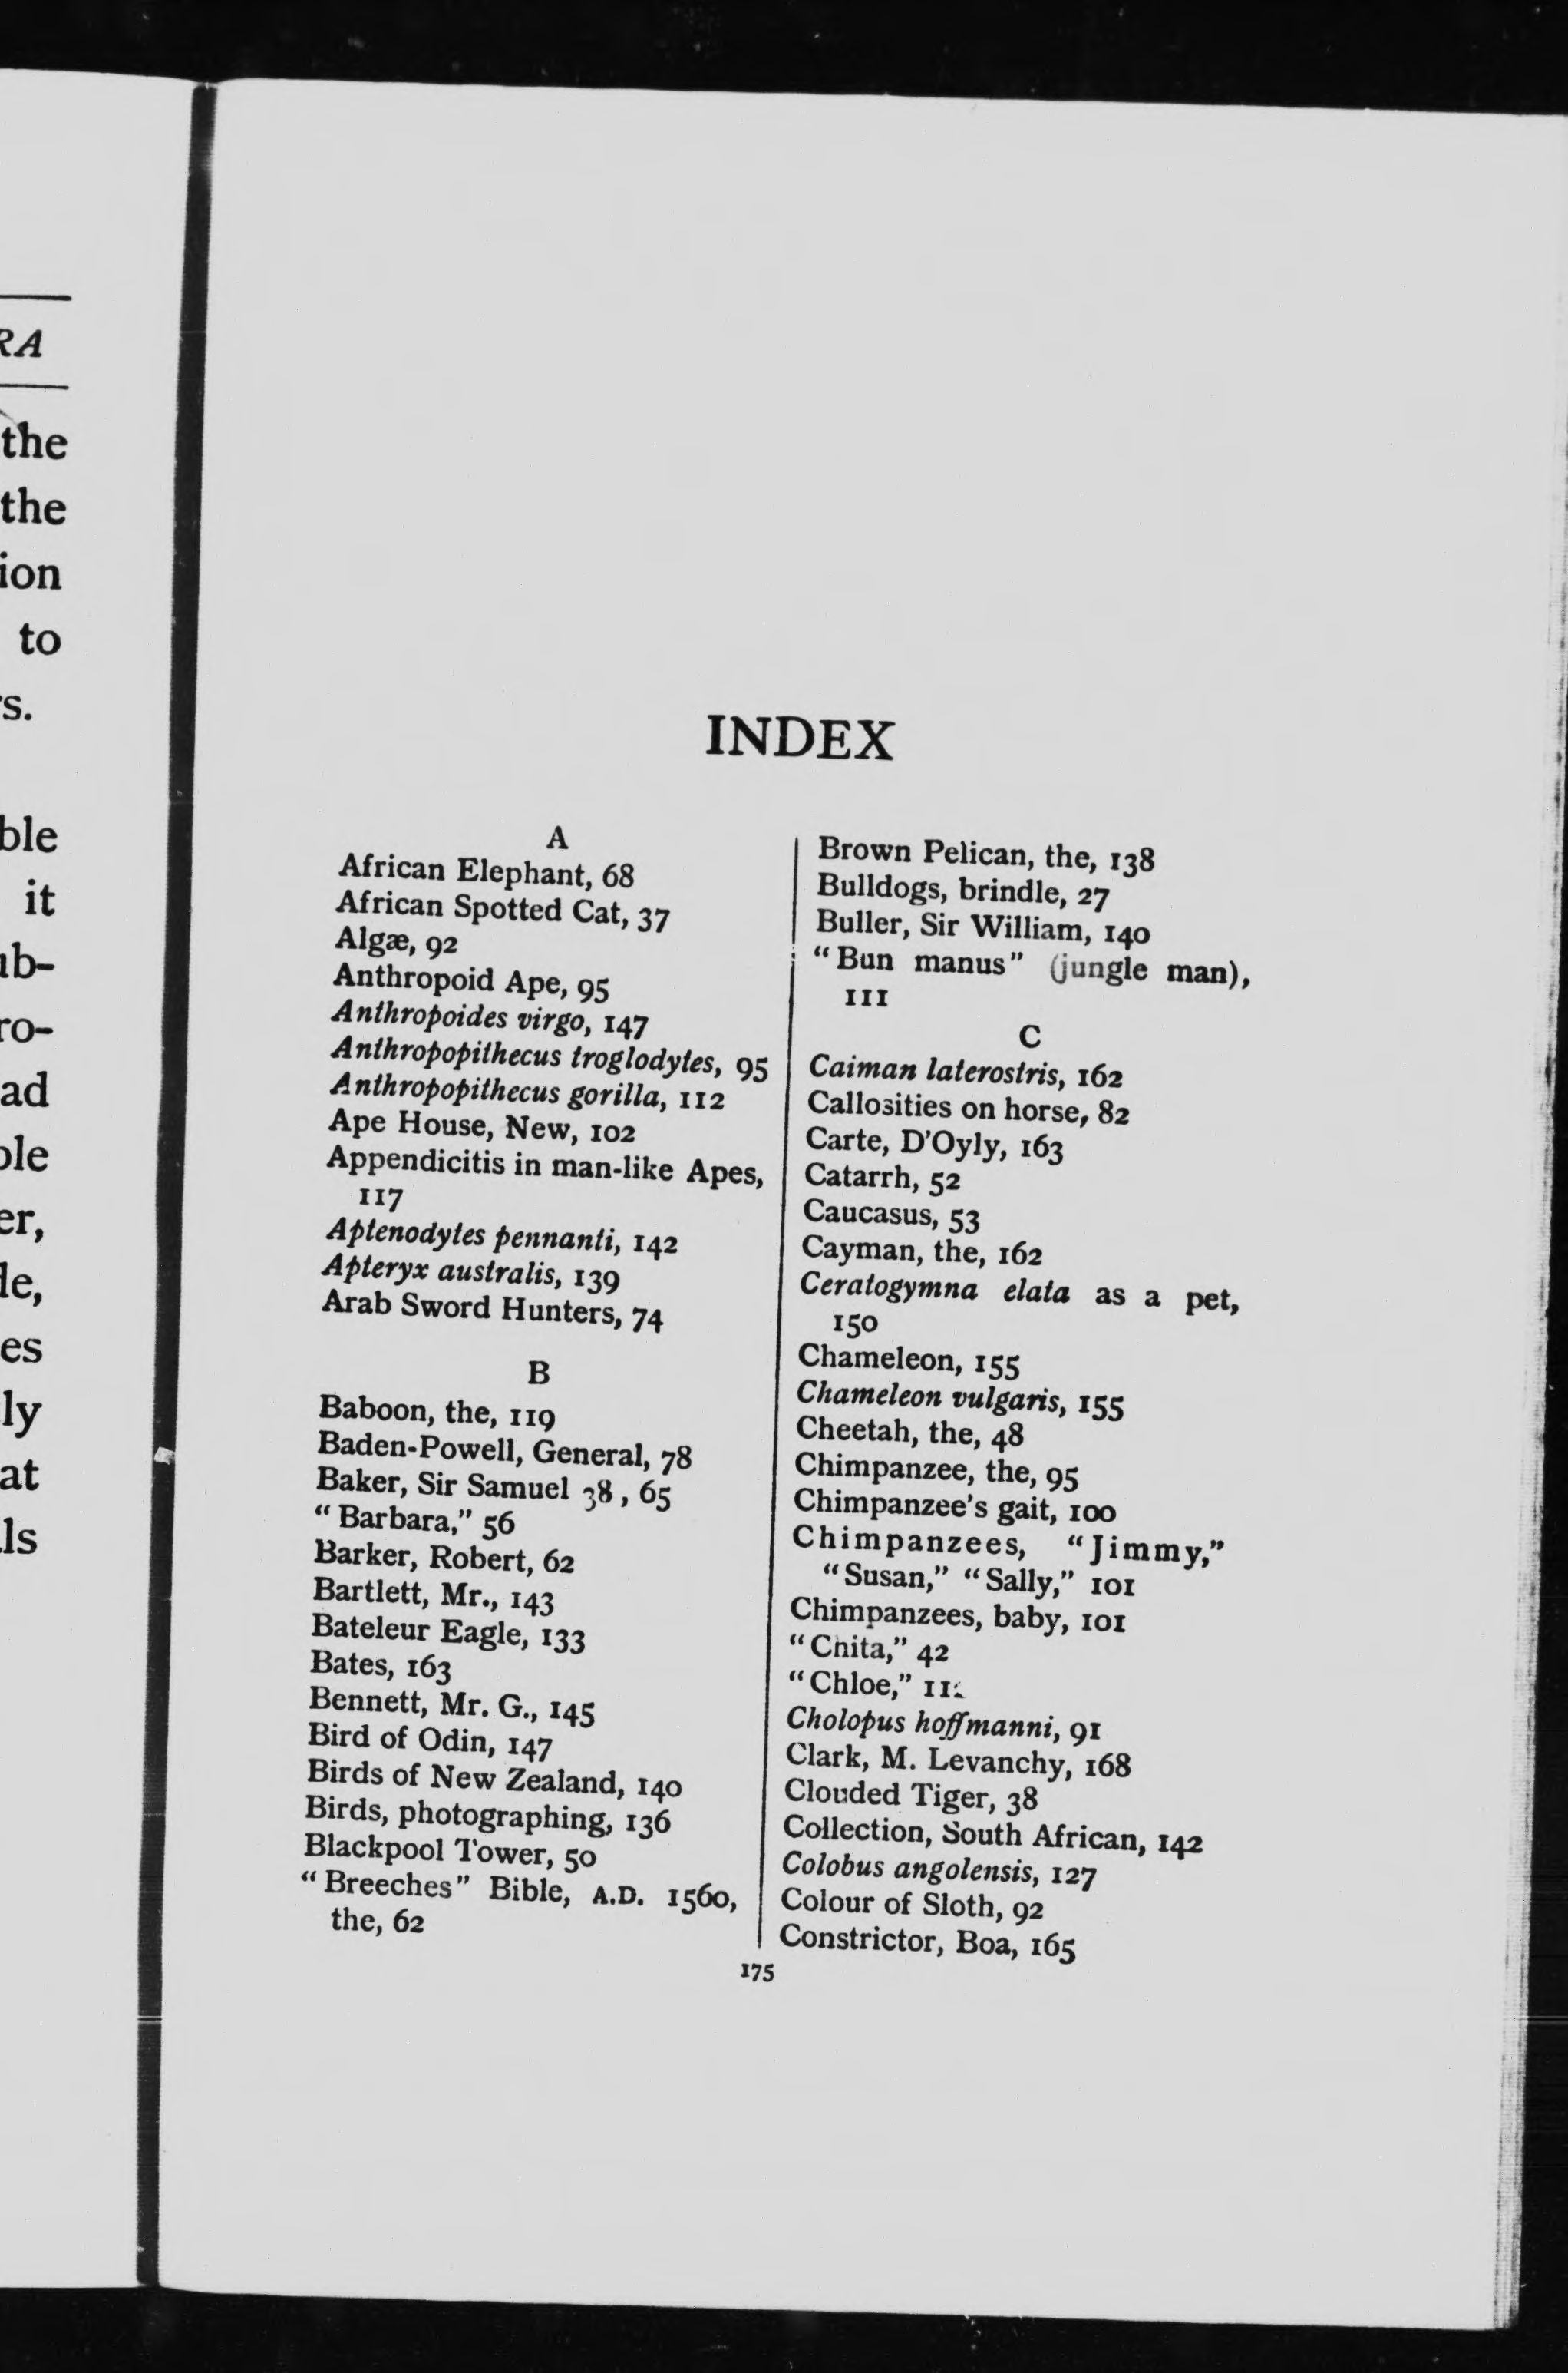 RA
the
the
ion
to
s.
ble
it
ub-
ro-
ad
ble
er,
le,
es
ly
at
ls
INDEX
A
African Elephant, 68
African Spotted Cat, 37
Algæ, 92
Anthropoid Ape, 95
Anthropoides virgo, 147
Anthropopithecus troglodytes, 95
Anthropopithecus gorilla, 112
Ape House, New, 102
Appendicitis in man-like Apes,
117
Aptenodytes pennanti, 142
Apteryx australis, 139
Arab Sword Hunters, 74
B
Baboon, the, 119
Baden-Powell, General, 78
Baker, Sir Samuel 38, 65
"Barbara," 56
Barker, Robert, 62
Bartlett, Mr., 143
Bateleur Eagle, 133
Bates, 163
Bennett, Mr. G., 145
Bird of Odin, 147
Birds of New Zealand, 140
Birds, photographing, 136
Blackpool Tower, 50
"Breeches" Bible, A.D. 1560,
the, 62
Brown Pelican, the, 138
Bulldogs, brindle, 27
Buller, Sir William, 140
"Bun manus" (jungle man),
111
C
Caiman laterostris, 162
Callosities on horse, 82
Carte, D'Oyly, 163
Catarrh, 52
Caucasus, 53
Cayman, the, 162
Ceratogymna elata as a pet,
150
Chameleon, 155
Chameleon vulgaris, 155
Cheetah, the, 48
Chimpanzee, the, 95
Chimpanzee's gait, 100
Chimpanzees, "Jimmy,"
"Susan," "Sally," 101
Chimpanzees, baby, 101
"Chita," 42
"Chloe,"
Cholopus hoffmanni, 91
Clark, M. Levanchy, 168
Clouded Tiger, 38
Collection, South African, 142
Colobus angolensis, 127
Colour of Sloth, 92
Constrictor, Boa, 165
175